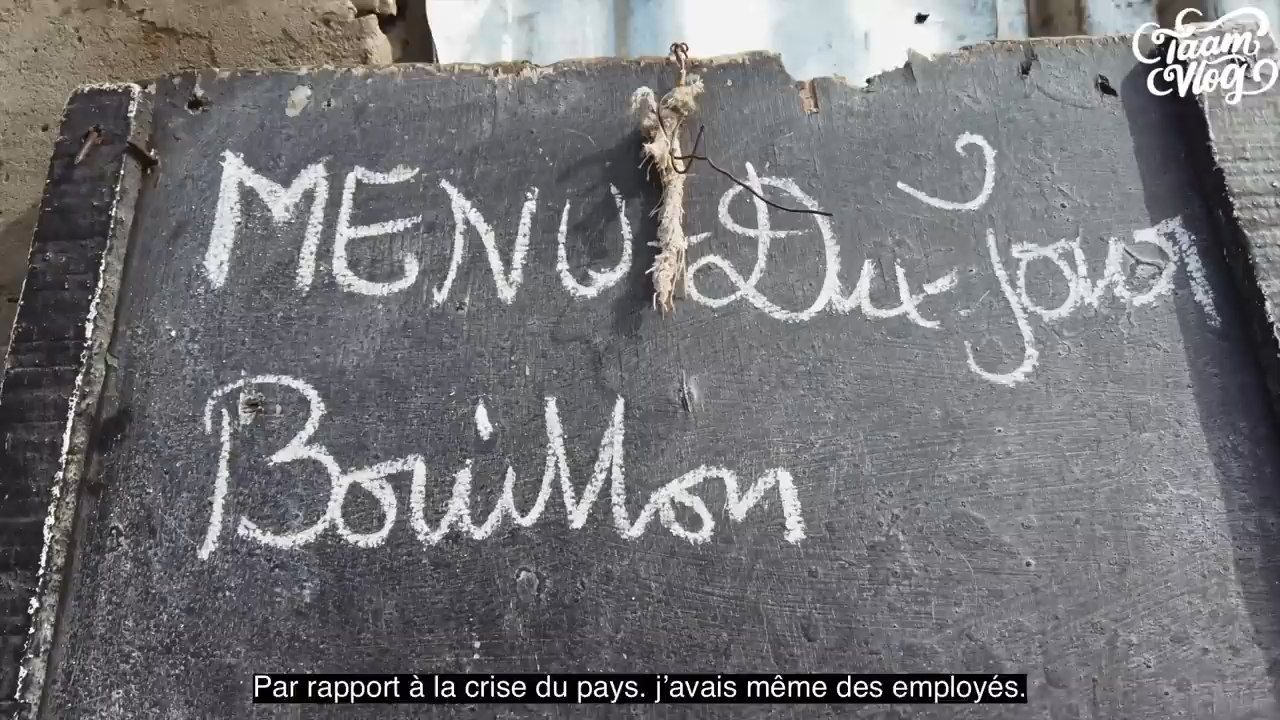 Taam
Vlog
MENU-Du-jour
Bouillon
Par rapport à la crise du pays. j’avais même des employés.